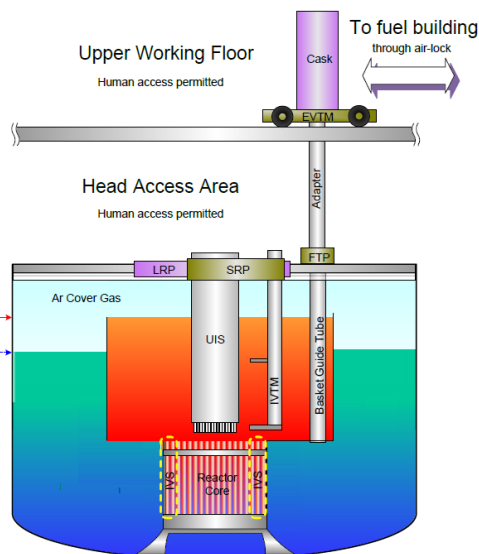 Upper Working Floor
Human access permitted
Cask
To fuel building
through air-lock
EVTM
Head Access Area
Human access permitted
Adapter
FTP
LRP
SRP
Ar Cover Gas
UIS
IVTM
Basket Guide Tube
IVS
Reactor
Core
IVS